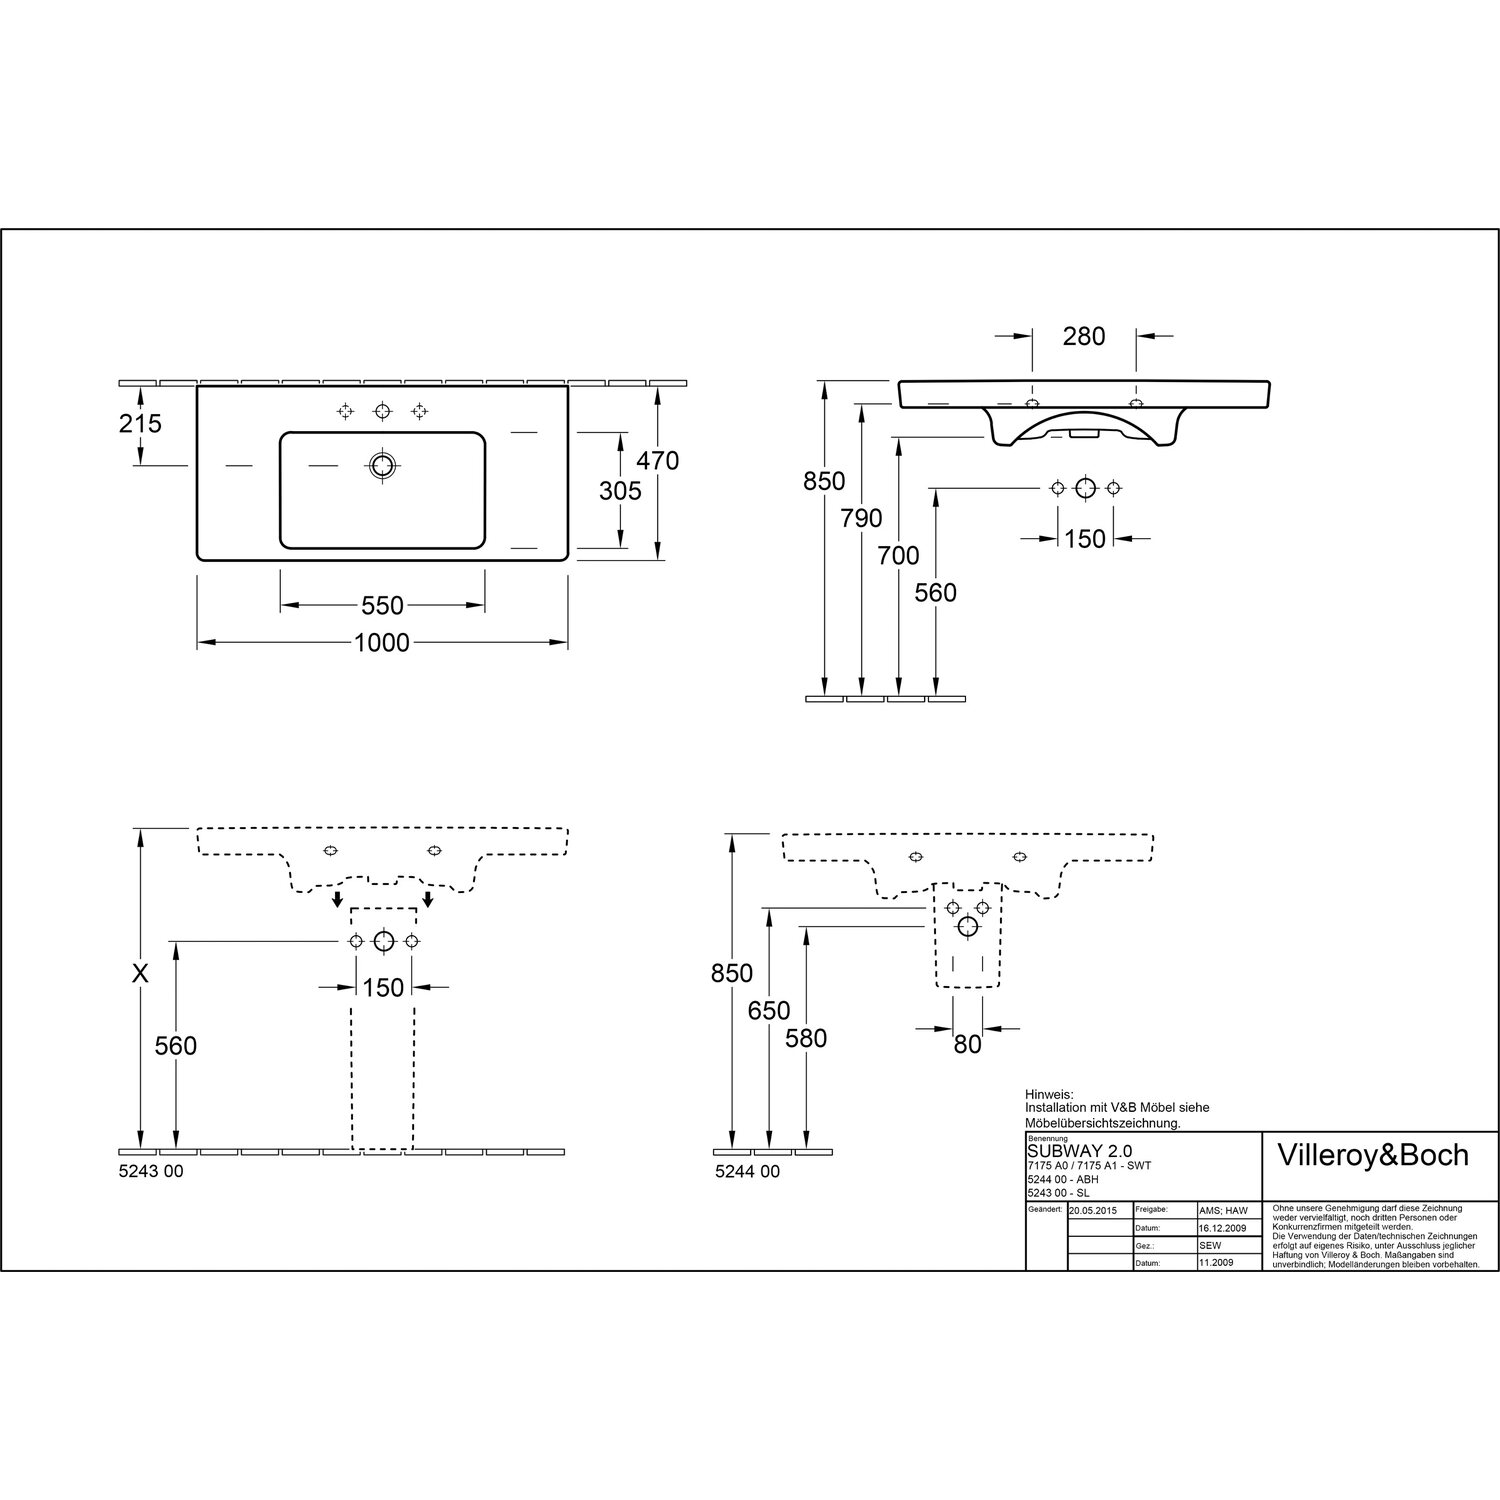 215
470
305
550
1000
280
850
790
700
560
150
X
560
150
5243 00
850
650
580
80
5244 00
Hinweis:
Installation mit V&B Möbel siehe
Möbelübersichtszeichnung.
Benennung
SUBWAY 2.0
7175 A0 / 7175 A1 - SWT
5244 00 - ABH
5243 00 - SL
Villeroy&Boch
Geändert: 20.05.2015 Freigabe: AMS; HAW
Datum: 16.12.2009
Gez.: SEW
Datum: 11.2009
Ohne unsere Genehmigung darf diese Zeichnung
weder vervielfältigt, noch dritten Personen oder
Konkurrenzfirmen mitgeteilt werden.
Die Verwendung der Daten/technischen Zeichnungen
erfolgt auf eigenes Risiko, unter Ausschluss jeglicher
Haftung von Villeroy & Boch. Maßangaben sind
unverbindlich; Modelländerungen bleiben vorbehalten.